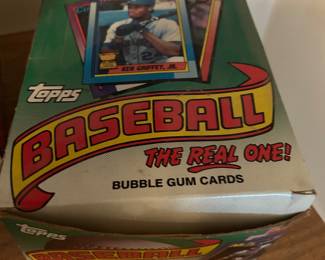 KEN GRIFFEY, JR.
Topps
BASEBALL
THE REAL ONE!
BUBBLE GUM CARDS
Topps